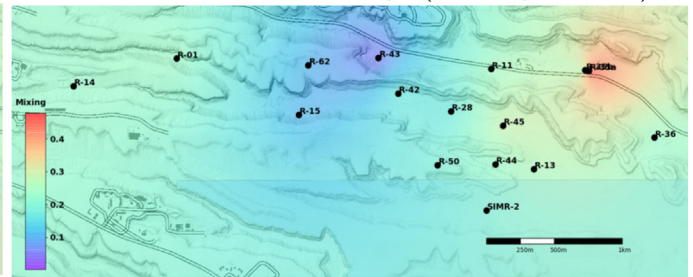 R-43
R-01
R-62
R-11
R-14
R-42
Mixing
R-28
R-15
R-45
0.4
R-36
0.3
R-50
R-44
R-13
0.2
SIMR-2
0.1
250m
500m
1km